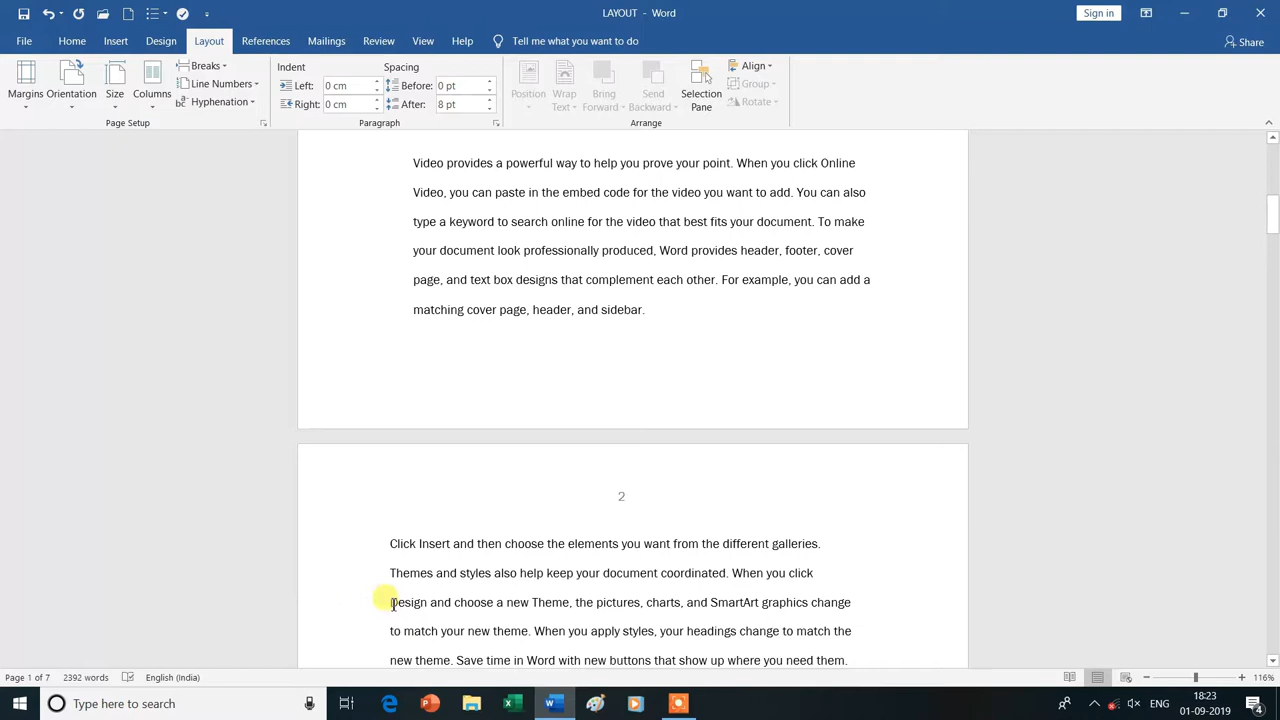 LAYOUT - Word
Sign in
File Home Insert Design Layout References Mailings Review View Help Tell me what you want to do Share
Margins Orientation Size Columns
Breaks
Line Numbers
Hyphenation
Page Setup
Indent
Left: 0 cm
Right: 0 cm
Spacing
Before: 0 pt
After: 8 pt
Paragraph
Position
Wrap
Text
Bring
Forward
Send
Backward
Selection
Pane
Align
Group
Rotate
Arrange
Video provides a powerful way to help you prove your point. When you click Online
Video, you can paste in the embed code for the video you want to add. You can also
type a keyword to search online for the video that best fits your document. To make
your document look professionally produced, Word provides header, footer, cover
page, and text box designs that complement each other. For example, you can add a
matching cover page, header, and sidebar.
2
Click Insert and then choose the elements you want from the different galleries.
Themes and styles also help keep your document coordinated. When you click
Design and choose a new Theme, the pictures, charts, and SmartArt graphics change
to match your new theme. When you apply styles, your headings change to match the
new theme. Save time in Word with new buttons that show up where you need them.
Page 1 of 7 2392 words English (India) 116%
Type here to search
ENG
18:23
01-09-2019